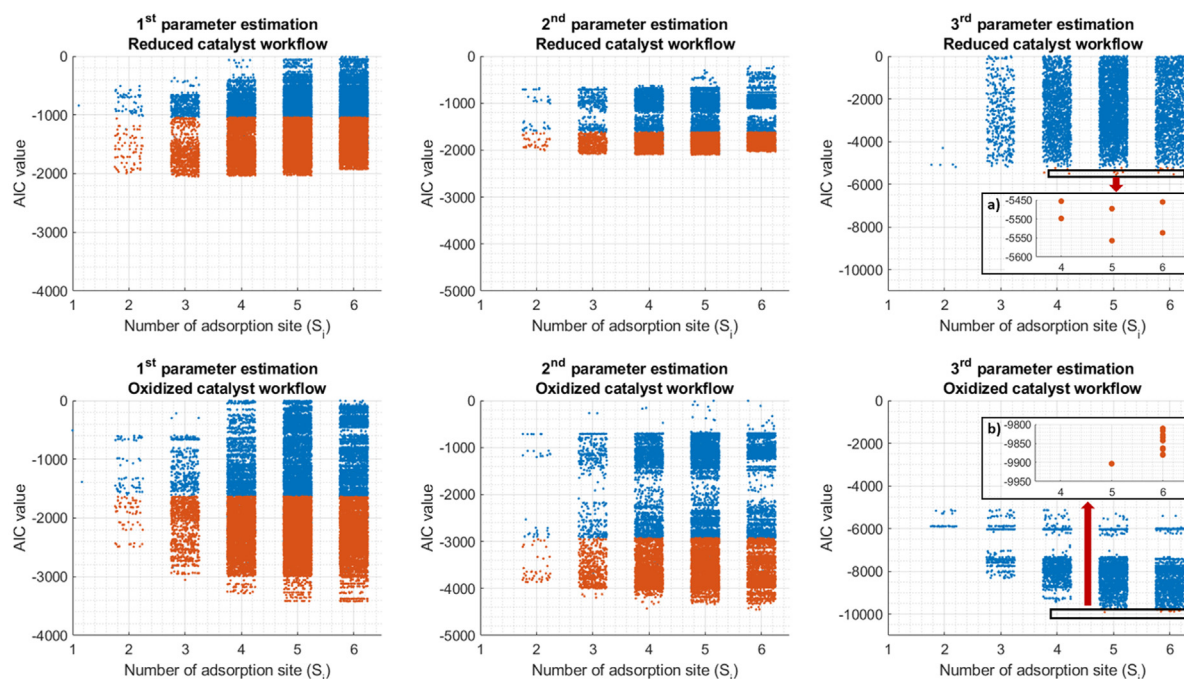 1st parameter estimation
Reduced catalyst workflow
0
-1000
-2000
-3000
-4000
AIC value
1 2 3 4 5 6
Number of adsorption site (Si)
2nd parameter estimation
Reduced catalyst workflow
0
-1000
-2000
-3000
-4000
-5000
AIC value
1 2 3 4 5 6
Number of adsorption site (Si)
3rd parameter estimation
Reduced catalyst workflow
0
-2000
-4000
-6000
-8000
-10000
AIC value
a)
-5450
-5500
-5550
-5600
4 5 6
1 2 3 4 5 6
Number of adsorption site (Si)
1st parameter estimation
Oxidized catalyst workflow
0
-1000
-2000
-3000
-4000
AIC value
1 2 3 4 5 6
Number of adsorption site (Si)
2nd parameter estimation
Oxidized catalyst workflow
0
-1000
-2000
-3000
-4000
-5000
AIC value
1 2 3 4 5 6
Number of adsorption site (Si)
3rd parameter estimation
Oxidized catalyst workflow
0
-2000
-4000
-6000
-8000
-10000
AIC value
b)
-9800
-9850
-9900
-9950
4 5 6
1 2 3 4 5 6
Number of adsorption site (Si)